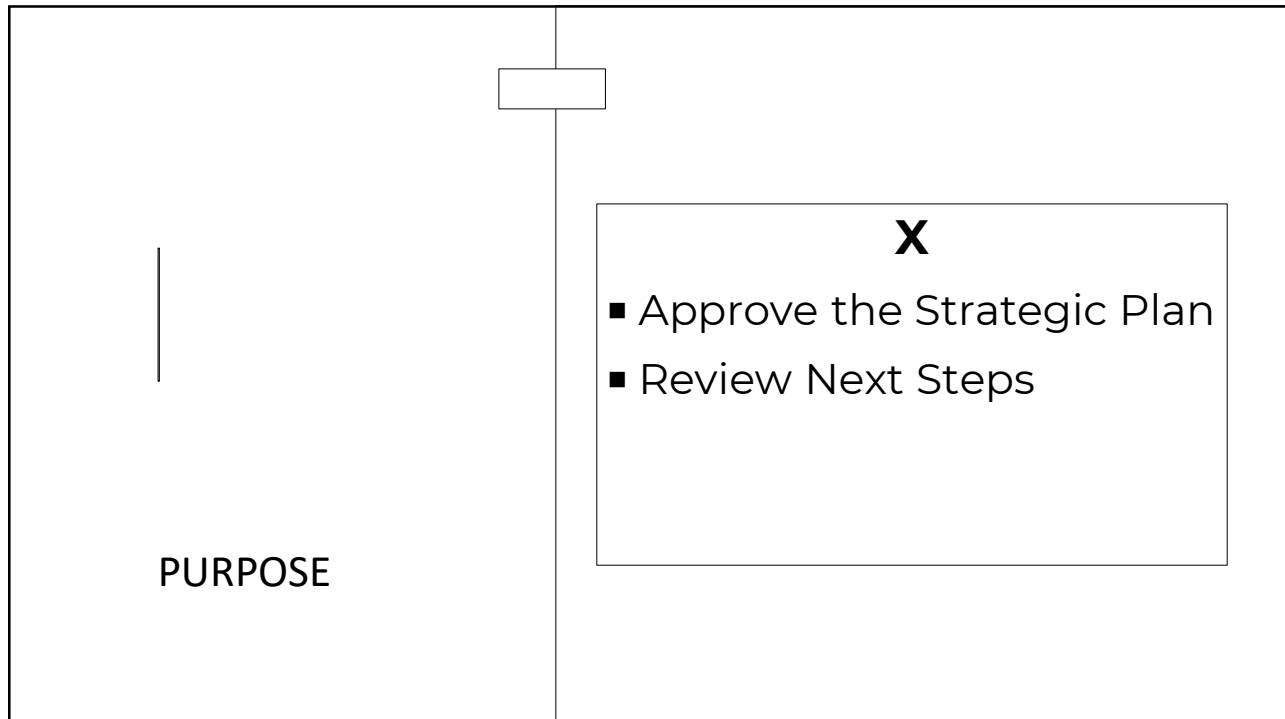 PURPOSE
X
▪ Approve the Strategic Plan
▪ Review Next Steps